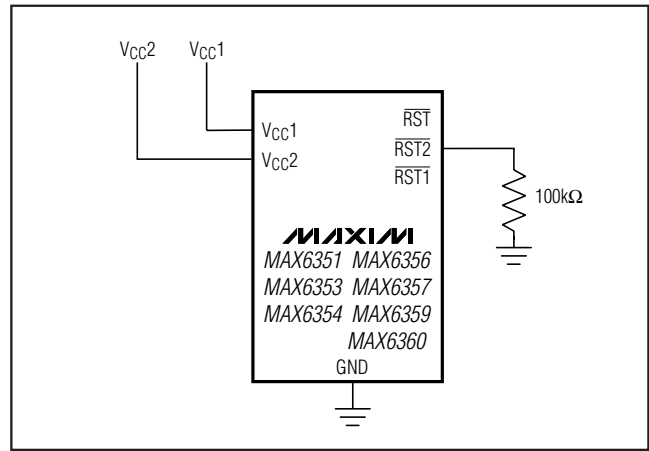 VCC2 VCC1
VCC1
VCC2
RST
RST2
RST1
100kΩ
MAXIM
MAX6351 MAX6356
MAX6353 MAX6357
MAX6354 MAX6359
MAX6360
GND